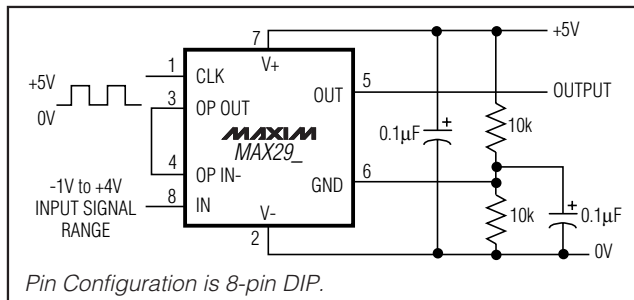 7
+5V
V+
1
CLK
+5V
0V
3
OP OUT
OUT
5
OUTPUT
MAXIM
MAX29_
0.1µF
+
10k
4
OP IN-
GND
6
-1V to +4V
INPUT SIGNAL
RANGE
8
IN
V-
2
10k
+
0.1µF
0V
Pin Configuration is 8-pin DIP.